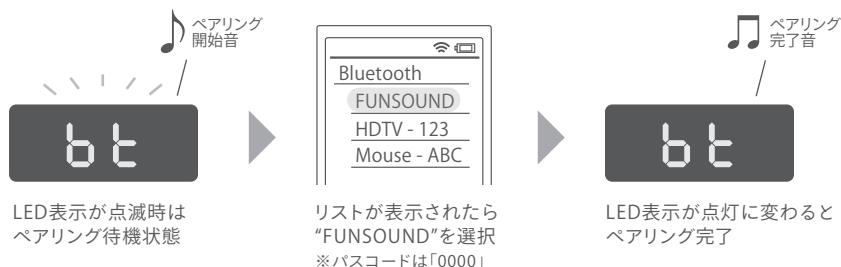 ペアリング
開始音
bt
LED表示が点滅時は
ペアリング待機状態
Bluetooth
FUNSOUND
HDTV - 123
Mouse - ABC
リストが表示されたら
“FUNSOUND”を選択
※パスコードは「0000」
ペアリング
完了音
bt
LED表示が点灯に変わると
ペアリング完了